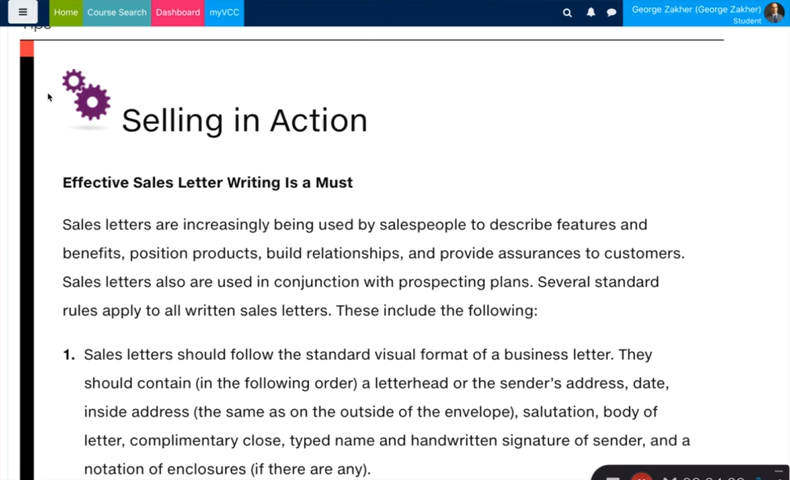 Home Course Search Dashboard myVCC George Zakher (George Zakher)
Student
Tips
Selling in Action
Effective Sales Letter Writing Is a Must
Sales letters are increasingly being used by salespeople to describe features and
benefits, position products, build relationships, and provide assurances to customers.
Sales letters also are used in conjunction with prospecting plans. Several standard
rules apply to all written sales letters. These include the following:
1. Sales letters should follow the standard visual format of a business letter. They
should contain (in the following order) a letterhead or the sender's address, date,
inside address (the same as on the outside of the envelope), salutation, body of
letter, complimentary close, typed name and handwritten signature of sender, and a
notation of enclosures (if there are any).